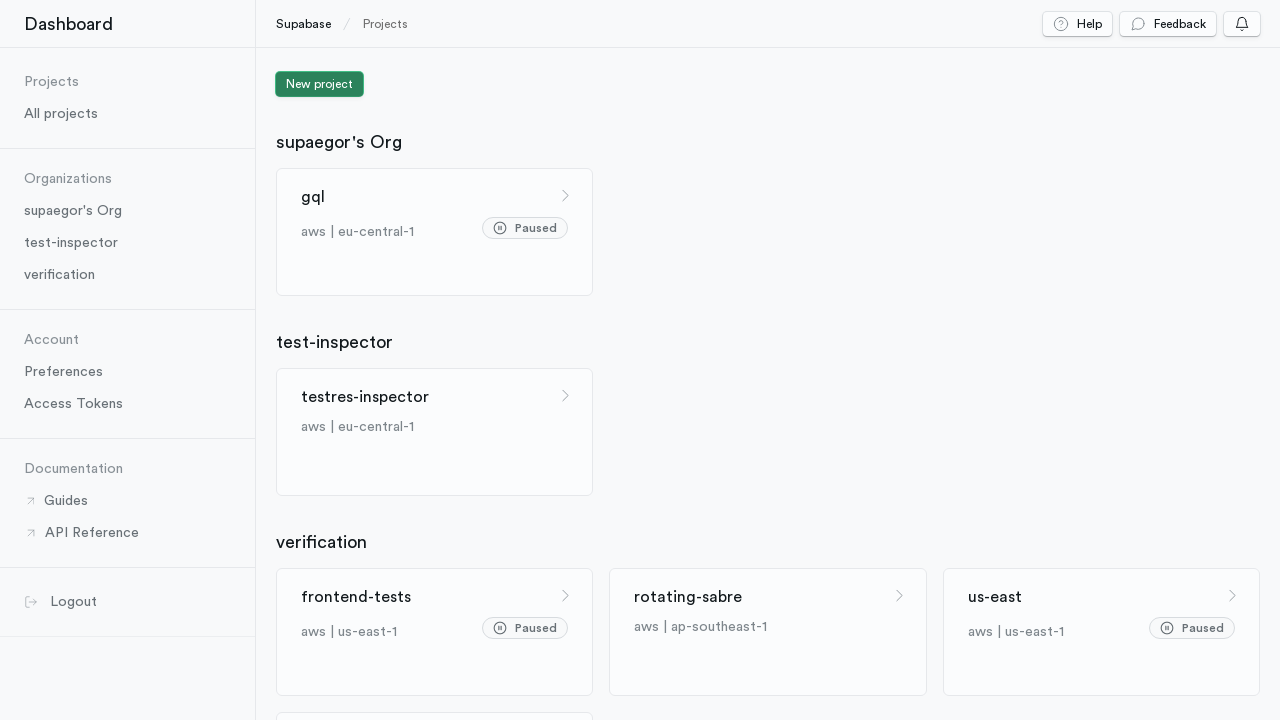 Dashboard
Supabase / Projects
Help
Feedback
Projects
All projects
Organizations
supaegor's Org
test-inspector
verification
Account
Preferences
Access Tokens
Documentation
Guides
API Reference
Logout
New project
supaegor's Org
gql
aws | eu-central-1
Paused
test-inspector
testres-inspector
aws | eu-central-1
verification
frontend-tests
aws | us-east-1
Paused
rotating-sabre
aws | ap-southeast-1
us-east
aws | us-east-1
Paused